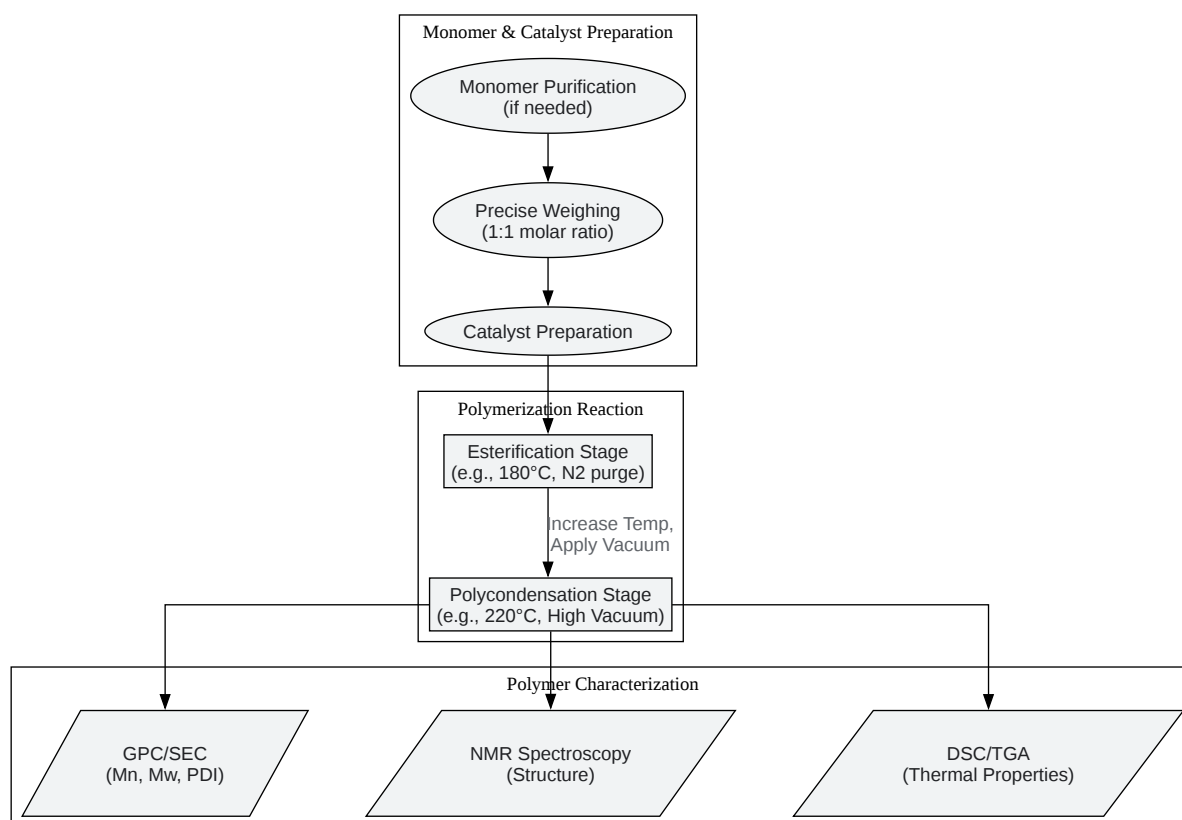 Monomer & Catalyst Preparation
Monomer Purification
(if needed)
Precise Weighing
(1:1 molar ratio)
Catalyst Preparation
Polymerization Reaction
Esterification Stage
(e.g., 180°C, N2 purge)
Increase Temp,
Apply Vacuum
Polycondensation Stage
(e.g., 220°C, High Vacuum)
Polymer Characterization
GPC/SEC
(Mn, Mw, PDI)
NMR Spectroscopy
(Structure)
DSC/TGA
(Thermal Properties)